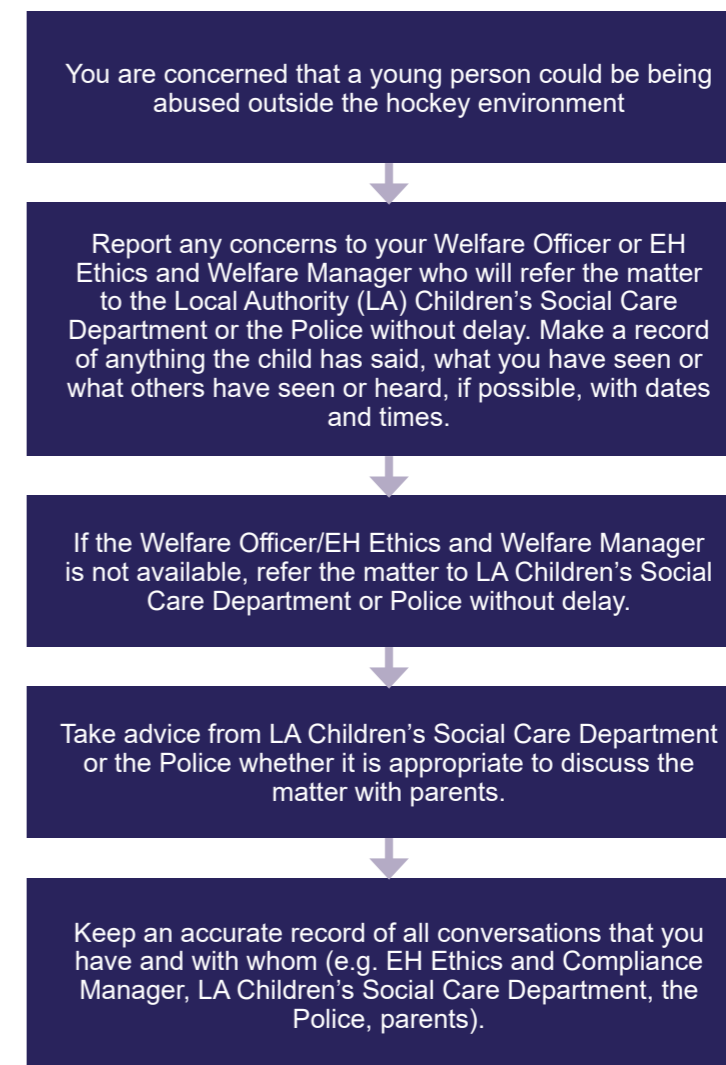 You are concerned that a young person could be being
abused outside the hockey environment
Report any concerns to your Welfare Officer or EH
Ethics and Welfare Manager who will refer the matter
to the Local Authority (LA) Children’s Social Care
Department or the Police without delay. Make a record
of anything the child has said, what you have seen or
what others have seen or heard, if possible, with dates
and times.
If the Welfare Officer/EH Ethics and Welfare Manager
is not available, refer the matter to LA Children’s Social
Care Department or Police without delay.
Take advice from LA Children’s Social Care Department
or the Police whether it is appropriate to discuss the
matter with parents.
Keep an accurate record of all conversations that you
have and with whom (e.g. EH Ethics and Compliance
Manager, LA Children’s Social Care Department, the
Police, parents).